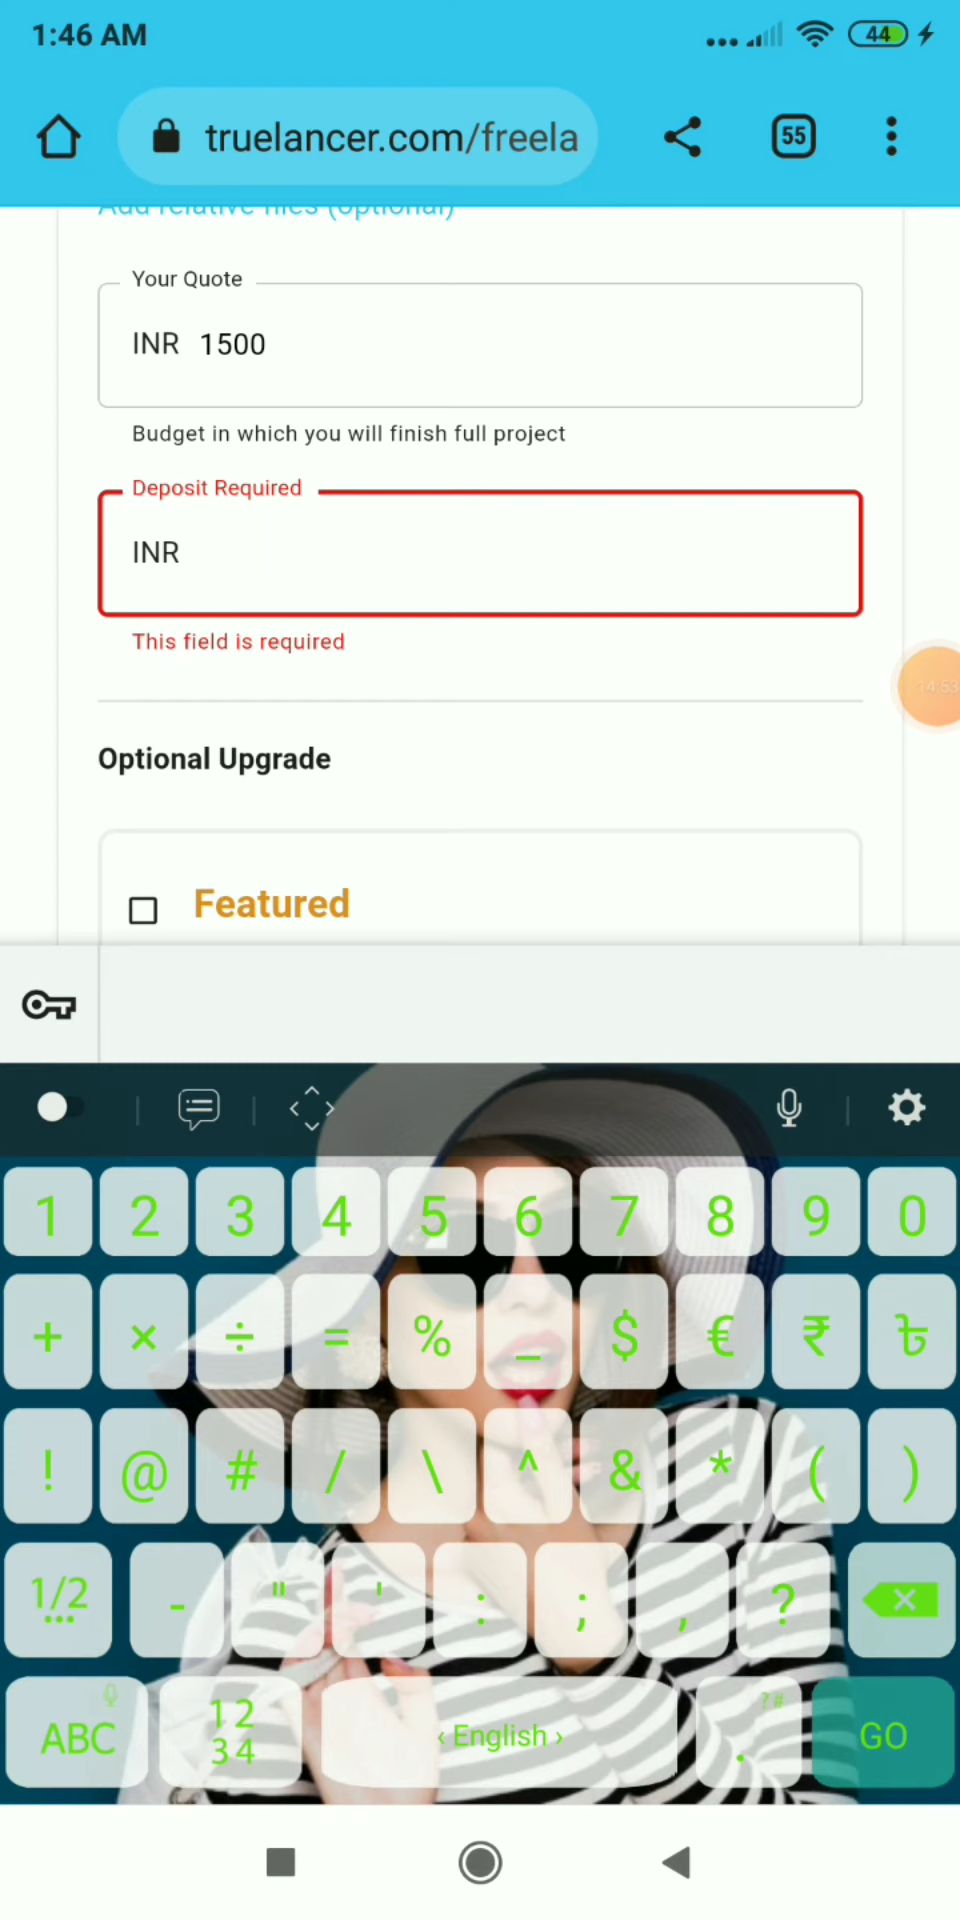 1:46 AM
44
truelancer.com/freela
55
Add relative files (optional)
Your Quote
INR 1500
Budget in which you will finish full project
Deposit Required
INR
This field is required
14:53
Optional Upgrade
Featured
1 2 3 4 5 6 7 8 9 0
+ × ÷ = % _ $ € ₹ ৳
! @ # / \ ^ & * ( )
1/2 - " ' : ; , ?
ABC 12 34 ‹ English › . ?# GO